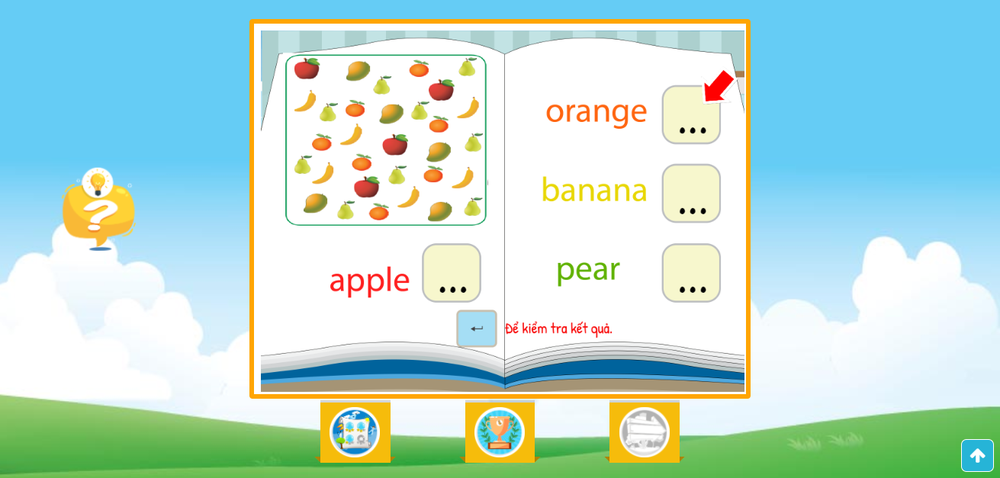 orange ...
banana ...
pear ...
apple ...
Để kiểm tra kết quả.